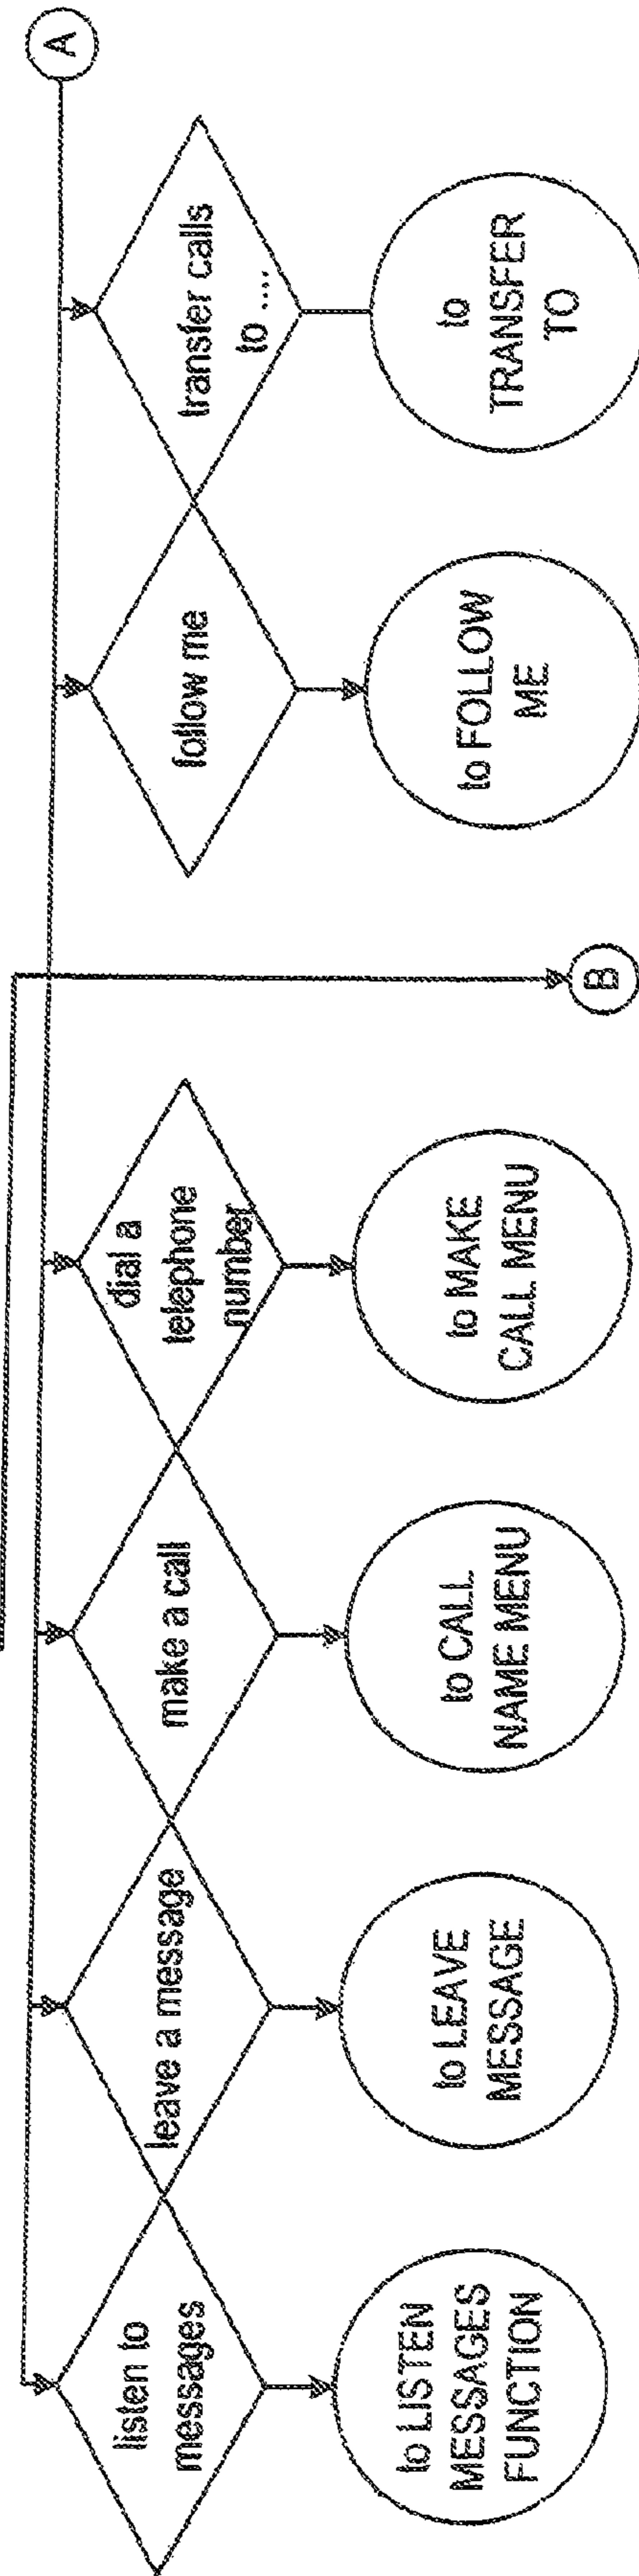 listen to
messages
leave a message
make a call
dial a
telephone
number
follow me
transfer calls
to ....
A
to LISTEN
MESSAGES
FUNCTION
to LEAVE
MESSAGE
to CALL
NAME MENU
to MAKE
CALL MENU
B
to FOLLOW
ME
to
TRANSFER
TO